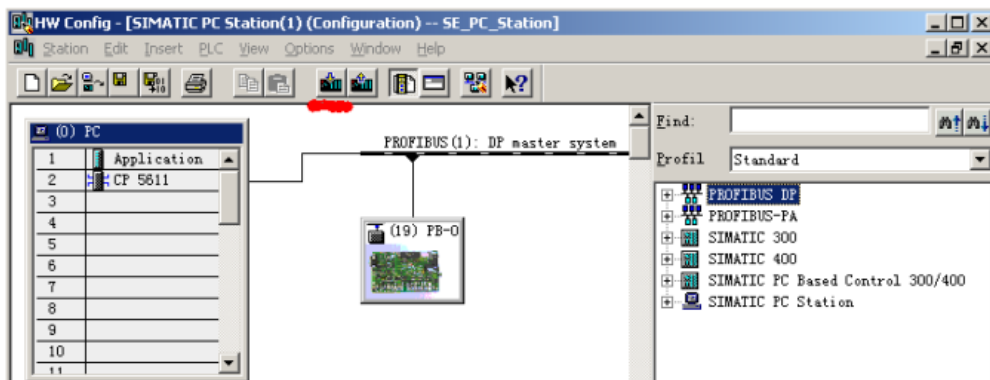 HW Config - [SIMATIC PC Station(1) (Configuration) -- SE_PC_Station]
Station Edit Insert PLC View Options Window Help
(0) PC
1 Application
2 CP 5611
3
4
5
6
7
8
9
10
11
PROFIBUS(1): DP master system
(19) PB-O
Find:
Profil Standard
PROFIBUS DP
PROFIBUS-PA
SIMATIC 300
SIMATIC 400
SIMATIC PC Based Control 300/400
SIMATIC PC Station